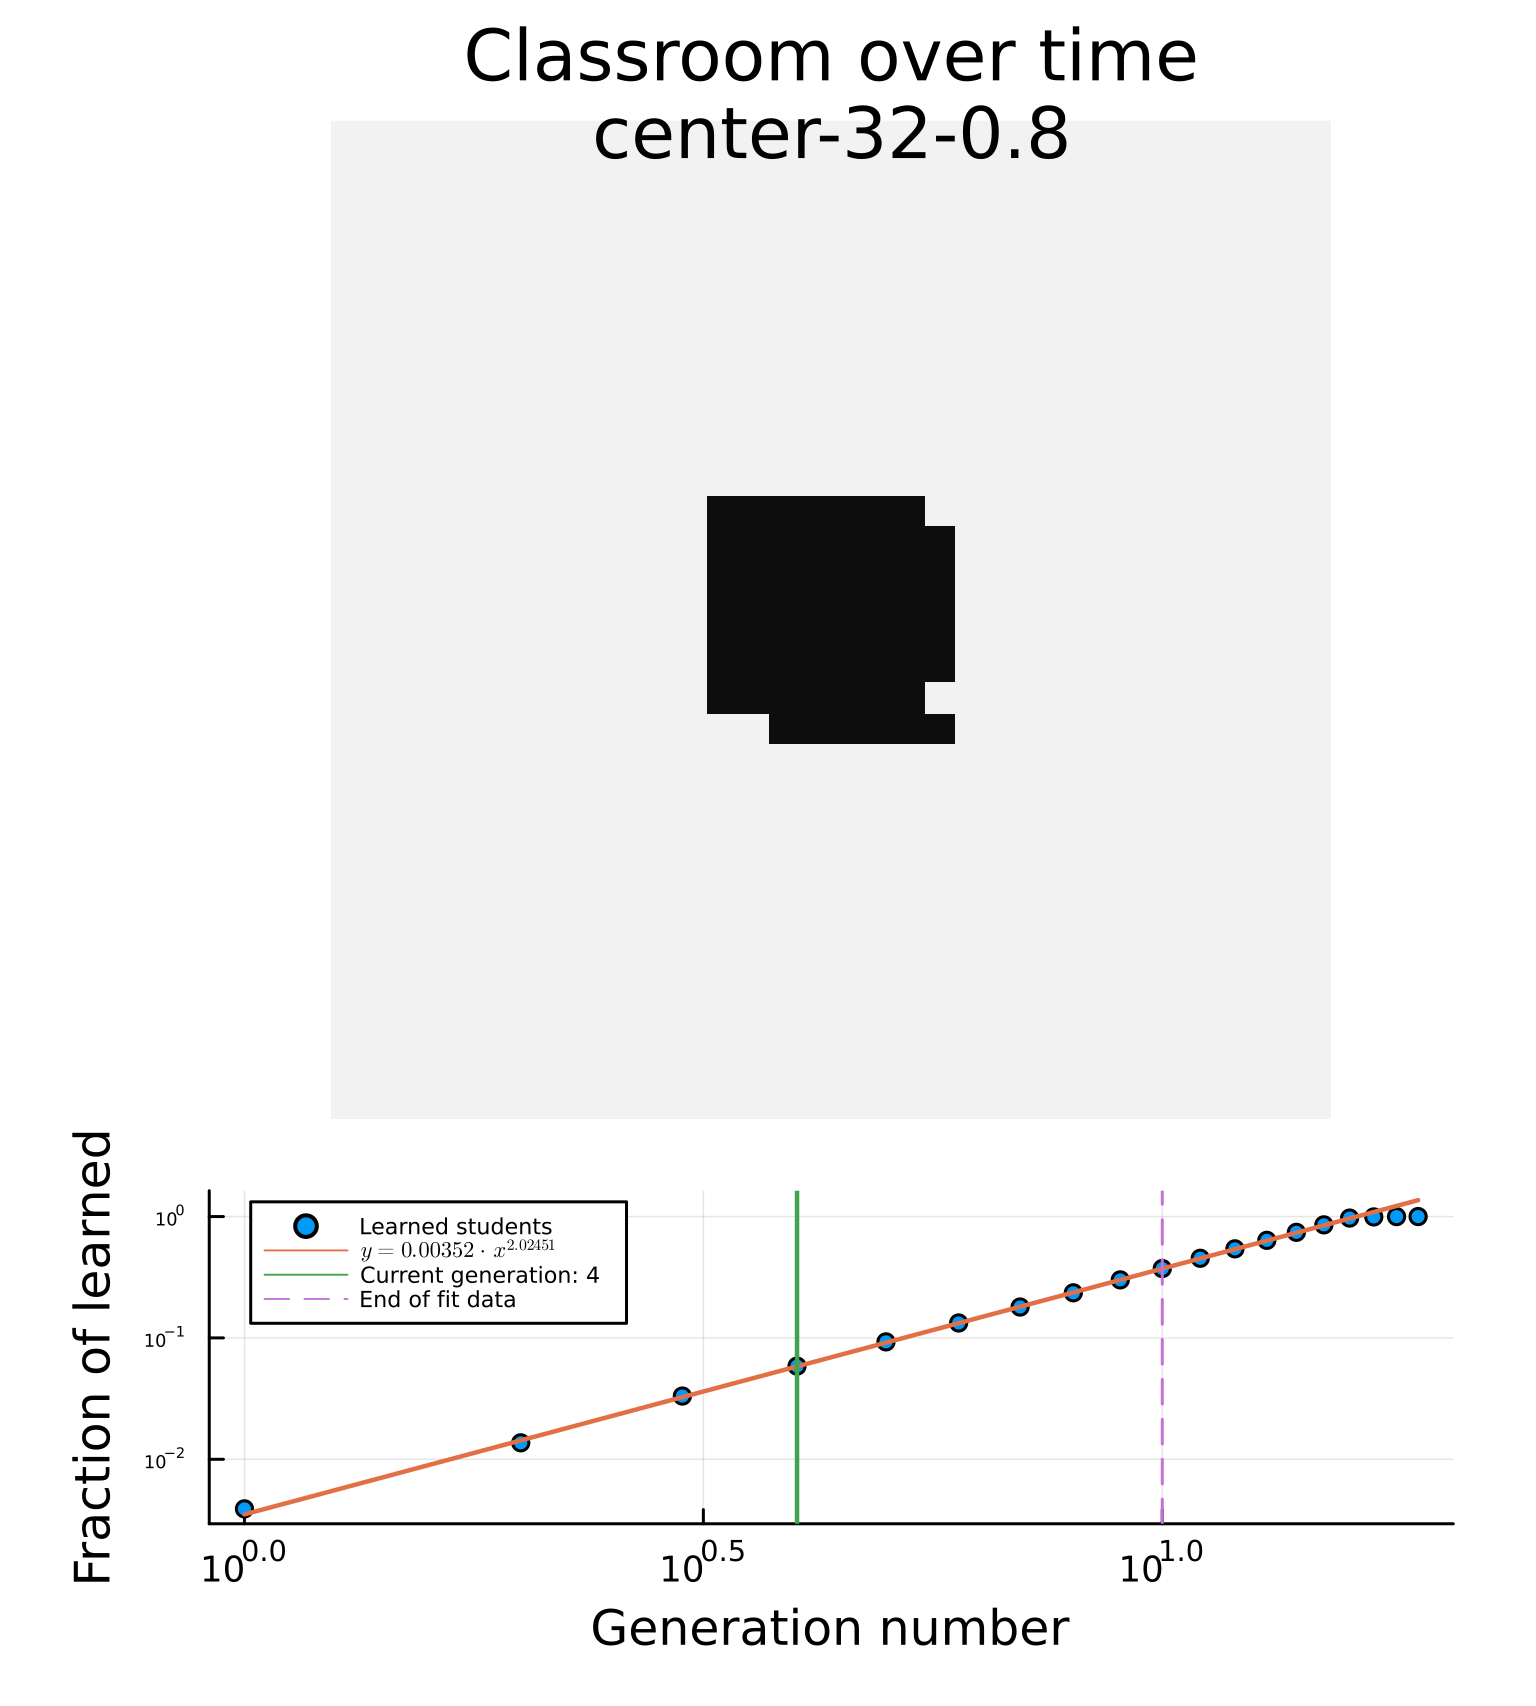 Classroom over time
center-32-0.8
Fraction of learned
10⁰
10⁻¹
10⁻²
Learned students
y = 0.00352 · x^2.02451
Current generation: 4
End of fit data
10^0.0
10^0.5
10^1.0
Generation number